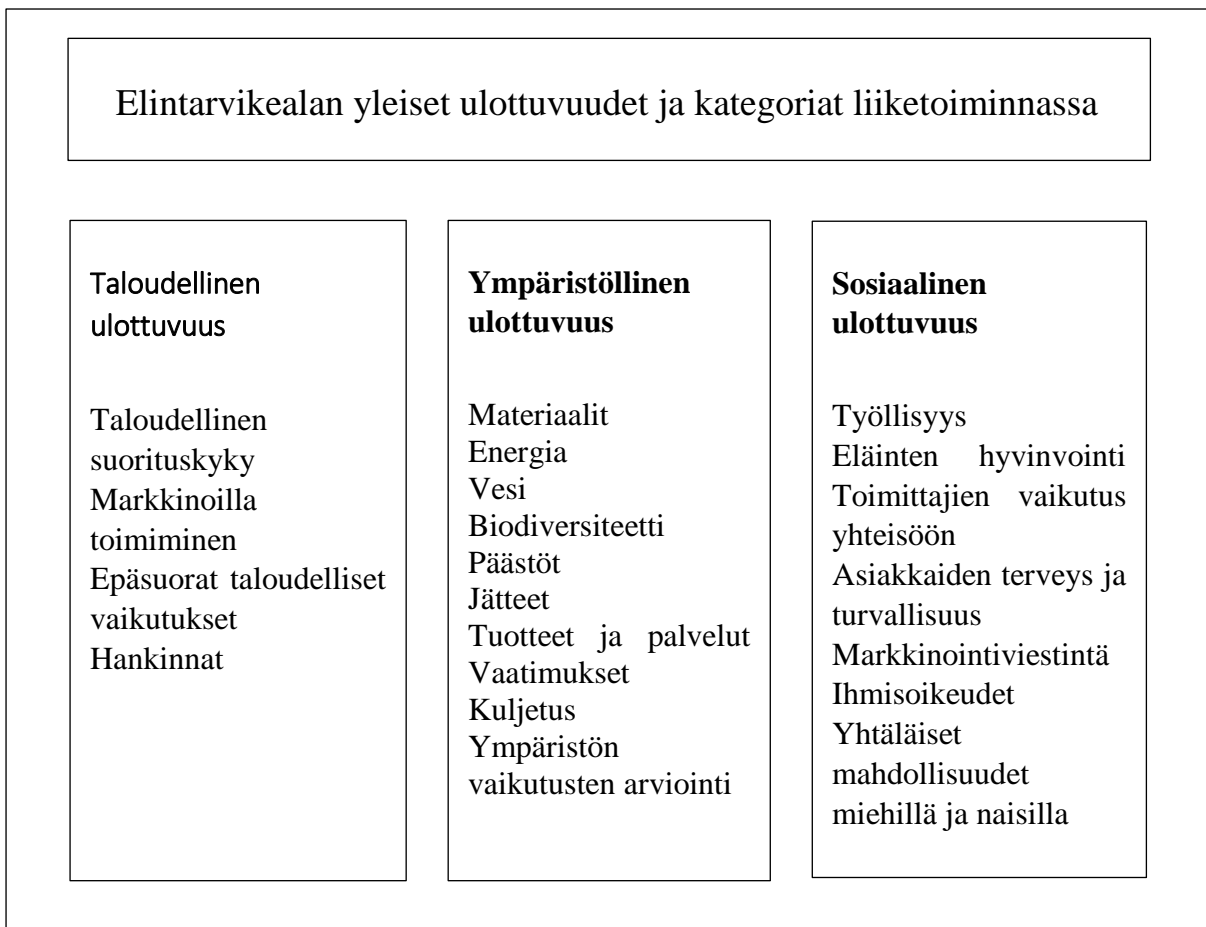 Elintarvikealan yleiset ulottuvuudet ja kategoriat liiketoiminnassa
Taloudellinen
ulottuvuus
Taloudellinen
suorituskyky
Markkinoilla
toimiminen
Epäsuorat taloudelliset
vaikutukset
Hankinnat
Ympäristöllinen
ulottuvuus
Materiaalit
Energia
Vesi
Biodiversiteetti
Päästöt
Jätteet
Tuotteet ja palvelut
Vaatimukset
Kuljetus
Ympäristön
vaikutusten arviointi
Sosiaalinen
ulottuvuus
Työllisyys
Eläinten hyvinvointi
Toimittajien vaikutus
yhteisöön
Asiakkaiden terveys ja
turvallisuus
Markkinointiviestintä
Ihmisoikeudet
Yhtäläiset
mahdollisuudet
miehillä ja naisilla